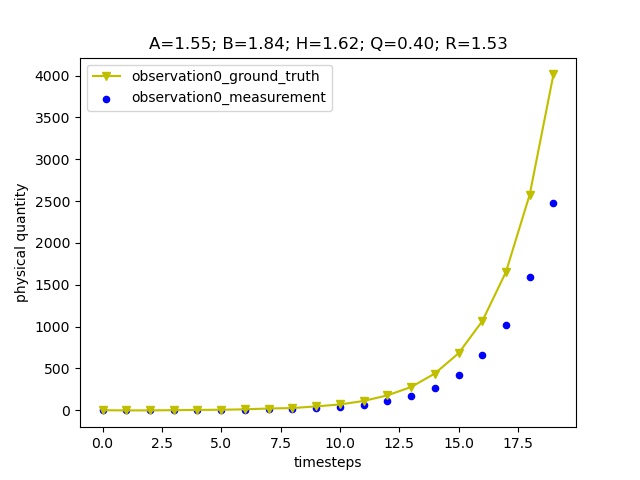 A=1.55; B=1.84; H=1.62; Q=0.40; R=1.53
observation0_ground_truth
observation0_measurement
4000
3500
3000
2500
2000
1500
1000
500
0
physical quantity
0.0 2.5 5.0 7.5 10.0 12.5 15.0 17.5
timesteps